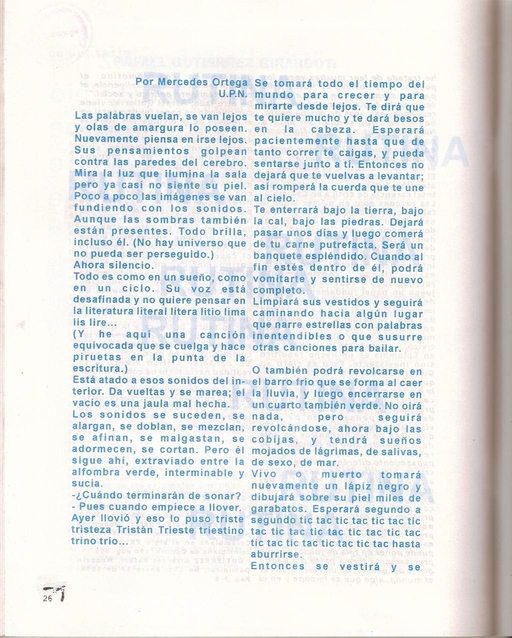 RUTINA
Por Mercedes Ortega
U.P.N.
Las palabras vuelan, se van lejos
y olas de amargura lo poseen.
Nuevamente piensa en irse lejos.
Sus pensamientos golpean
contra las paredes del cerebro.
Mira la luz que ilumina la sala
pero ya casi no siente la piel.
Poco a poco las imágenes se van
fundiendo con los sonidos.
Aunque las sombras también
están presentes. Todo brilla,
incluso él. (No hay universo que
no pueda ser perseguido.)
Ahora silencio.
Todo es como en un sueño, como
en un ciclo. Su voz está
desafinada y no quiere pensar en
la literatura literal litera litio lima
lis lire...
(Y he aquí una canción
equivocada que se cuelga y hace
piruetas en la punta de la
escritura.)
Está atado a esos sonidos del in-
terior. Da vueltas y se marea; el
vacío es una jaula mal hecha.
Los sonidos se suceden, se
alargan, se doblan, se mezclan,
se afinan, se malgastan, se
adormecen, se cortan. Pero él
sigue ahí, extraviado entre la
alfombra verde, interminable y
sucia.
-¿Cuándo terminarán de sonar?
- Pues cuando empiece a llover.
Ayer llovió y eso lo puso triste
tristeza Tristán Trieste triestino
trino trío...
Se tomará todo el tiempo del
mundo para crecer y para
mirarte desde lejos. Te dirá que
te quiere mucho y te dará besos
en la cabeza. Esperará
pacientemente hasta que de
tanto correr te caigas, y pueda
sentarse junto a tí. Entonces no
dejará que te vuelvas a levantar;
así romperá la cuerda que te une
al cielo.
Te enterrará bajo la tierra, bajo
la cal, bajo las piedras. Dejará
pasar unos días y luego comerá
de tu carne putrefacta. Será un
banquete espléndido. Cuando al
fin estés dentro de él, podrá
vomitarte y sentirse de nuevo
completo.
Limpiará sus vestidos y seguirá
caminando hacia algún lugar
que narre estrellas con palabras
inentendibles o que susurre
otras canciones para bailar.
O también podrá revolcarse en
el barro frío que se forma al caer
la lluvia, y luego encerrarse en
un cuarto también verde. No oirá
nada, pero seguirá
revolcándose, ahora bajo las
cobijas, y tendrá sueños
mojados de lágrimas, de salivas,
de sexo, de mar.
Vivo o muerto tomará
nuevamente un lápiz negro y
dibujará sobre su piel miles de
garabatos. Esperará segundo a
segundo tic tac tic tac tic tac tic
tac tic tac tic tac tic tac tic tac
tic tac tic tac tic tac tic tac hasta
aburrirse.
Entonces se vestirá y se
26